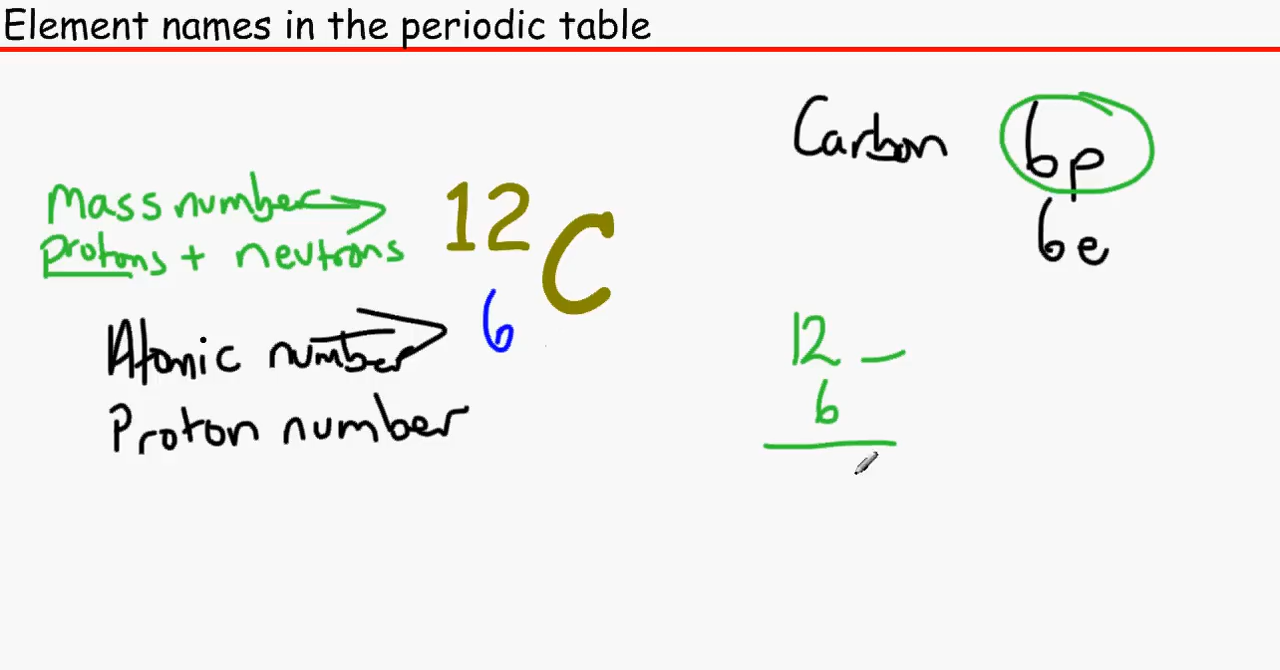 Element names in the periodic table
Carbon 6p
6e
Mass number
protons + neutrons
12
C
6
Atomic number
Proton number
12 –
6